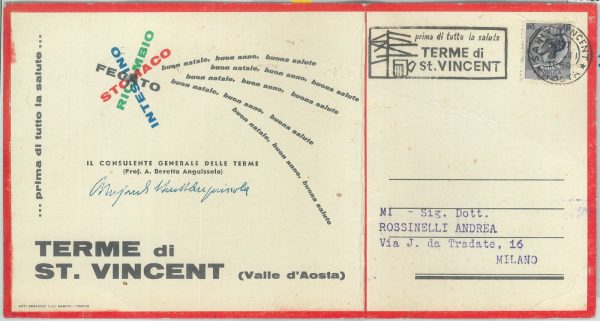 ... prima di tutto la salute ...
RICAMBIO
STOMACO
FEGATO
INTESTINO
buon natale, buon anno, buona salute
buon natale, buon anno, buona salute
buon natale, buon anno, buona salute
buon natale, buon anno, buona salute
buon natale, buon anno, buona salute
buon natale, buon anno, buona salute
IL CONSULENTE GENERALE DELLE TERME
(Prof. A. Beretta Anguissola)
TERME di
ST. VINCENT (Valle d'Aosta)
prima di tutto la salute
TERME di
ST. VINCENT
MI - Sig. Dott.
ROSSINELLI ANDREA
Via J. da Tradate, 16
MILANO